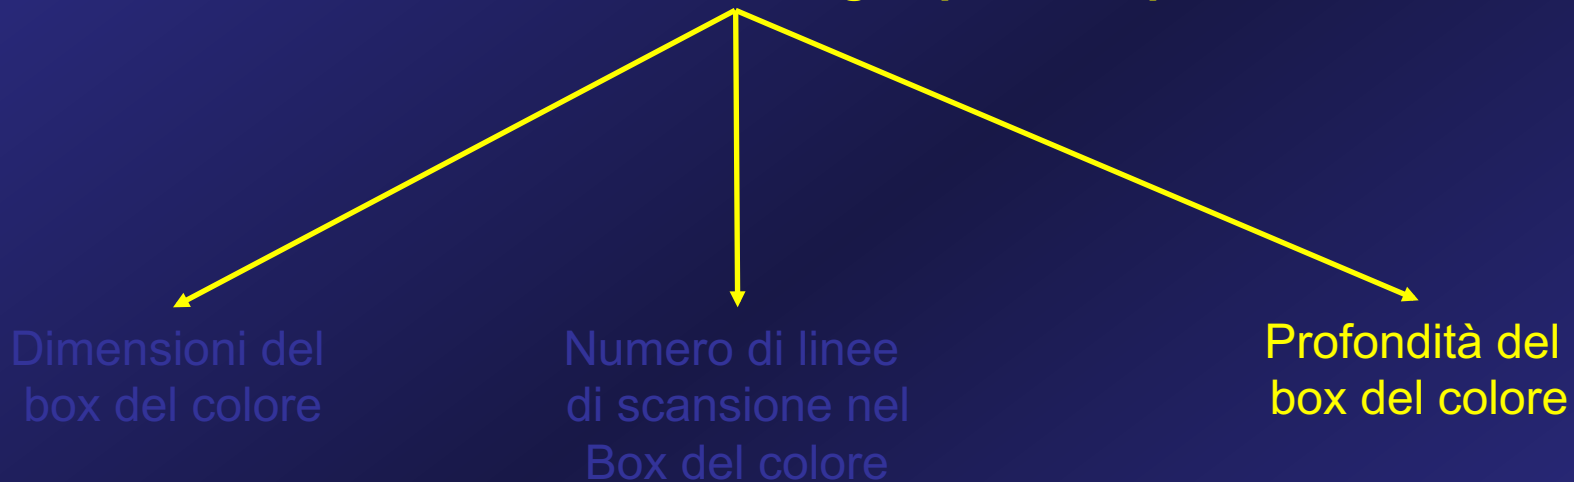 Dimensioni del
box del colore
Numero di linee
di scansione nel
Box del colore
Profondità del
box del colore